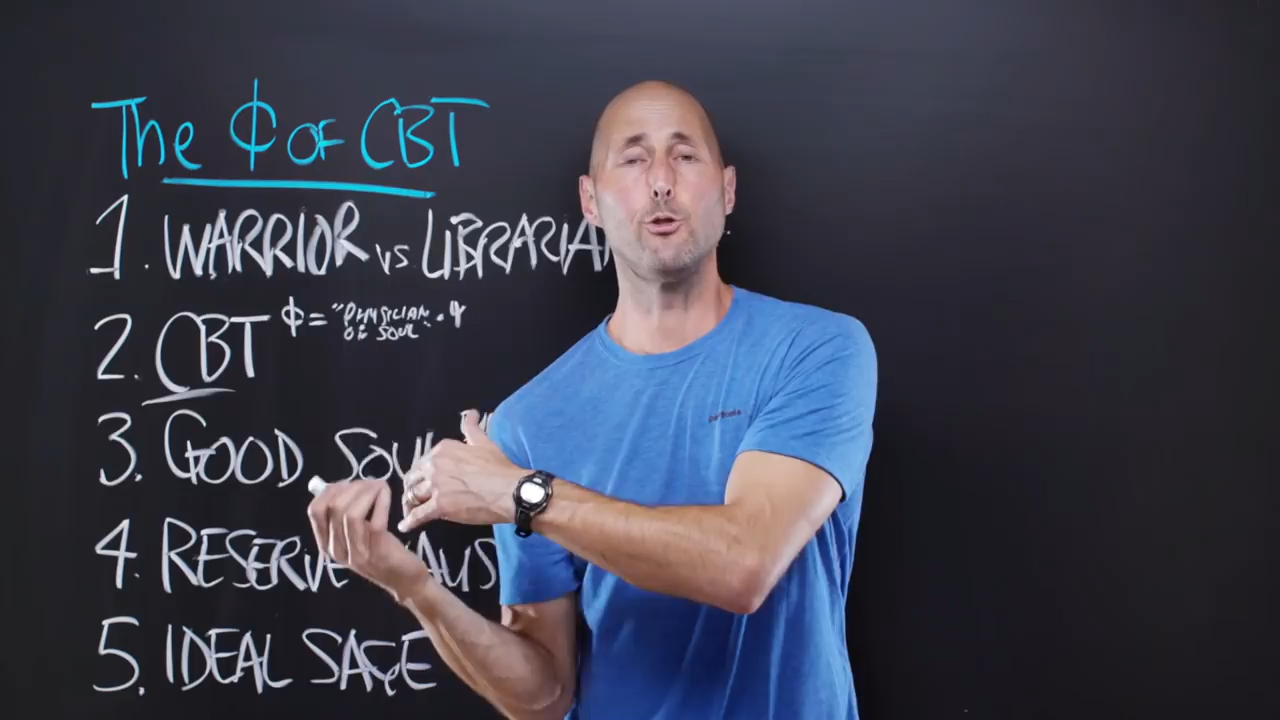 The ф OF CBT
1. WARRIOR vs LIBRARIAN
2. CBT ф = "PHYSICIAN OF SOUL"
3. GOOD SOUL
4. RESERVE
5. IDEAL SAGE